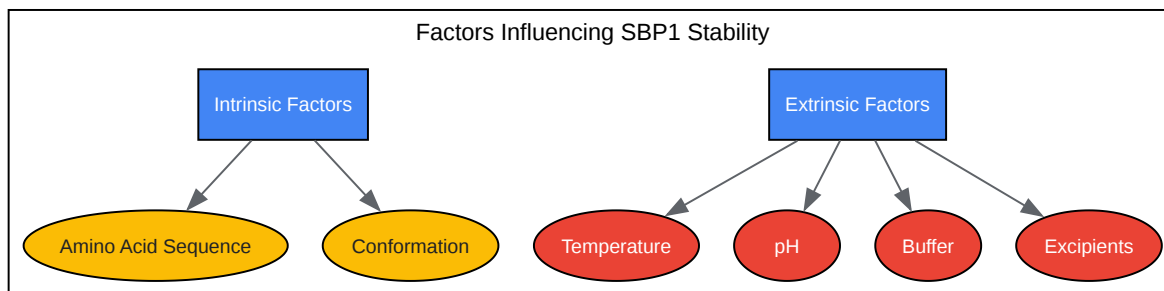 Factors Influencing SBP1 Stability
Intrinsic Factors
Extrinsic Factors
Amino Acid Sequence
Conformation
Temperature
pH
Buffer
Excipients